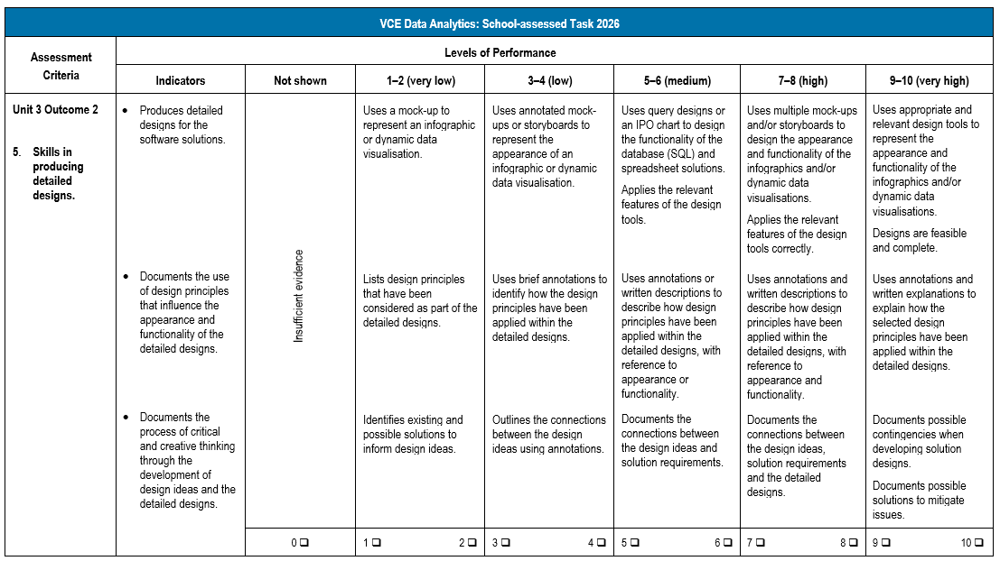 VCE Data Analytics: School-assessed Task 2026
Assessment
Criteria
Levels of Performance
Indicators
Not shown
1–2 (very low)
3–4 (low)
5–6 (medium)
7–8 (high)
9–10 (very high)
Unit 3 Outcome 2
5. Skills in
producing
detailed
designs.
• Produces detailed
designs for the
software solutions.
Insufficient evidence
Uses a mock-up to
represent an infographic
or dynamic data
visualisation.
Uses annotated mock-
ups or storyboards to
represent the
appearance of an
infographic or dynamic
data visualisation.
Uses query designs or
an IPO chart to design
the functionality of the
database (SQL) and
spreadsheet solutions.
Applies the relevant
features of the design
tools.
Uses multiple mock-ups
and/or storyboards to
design the appearance
and functionality of the
infographics and/or
dynamic data
visualisations.
Applies the relevant
features of the design
tools correctly.
Uses appropriate and
relevant design tools to
represent the
appearance and
functionality of the
infographics and/or
dynamic data
visualisations.
Designs are feasible
and complete.
• Documents the use
of design principles
that influence the
appearance and
functionality of the
detailed designs.
Lists design principles
that have been
considered as part of the
detailed designs.
Uses brief annotations to
identify how the design
principles have been
applied within the
detailed designs.
Uses annotations or
written descriptions to
describe how design
principles have been
applied within the
detailed designs, with
reference to
appearance or
functionality.
Uses annotations and
written descriptions to
describe how design
principles have been
applied within the
detailed designs, with
reference to
appearance and
functionality.
Uses annotations and
written explanations to
explain how the
selected design
principles have been
applied within the
detailed designs.
• Documents the
process of critical
and creative thinking
through the
development of
design ideas and the
detailed designs.
Identifies existing and
possible solutions to
inform design ideas.
Outlines the connections
between the design
ideas using annotations.
Documents the
connections between
the design ideas and
solution requirements.
Documents the
connections between
the design ideas,
solution requirements
and the detailed
designs.
Documents possible
contingencies when
developing solution
designs.
Documents possible
solutions to mitigate
issues.
0 ❑
1 ❑ 2 ❑
3 ❑ 4 ❑
5 ❑ 6 ❑
7 ❑ 8 ❑
9 ❑ 10 ❑